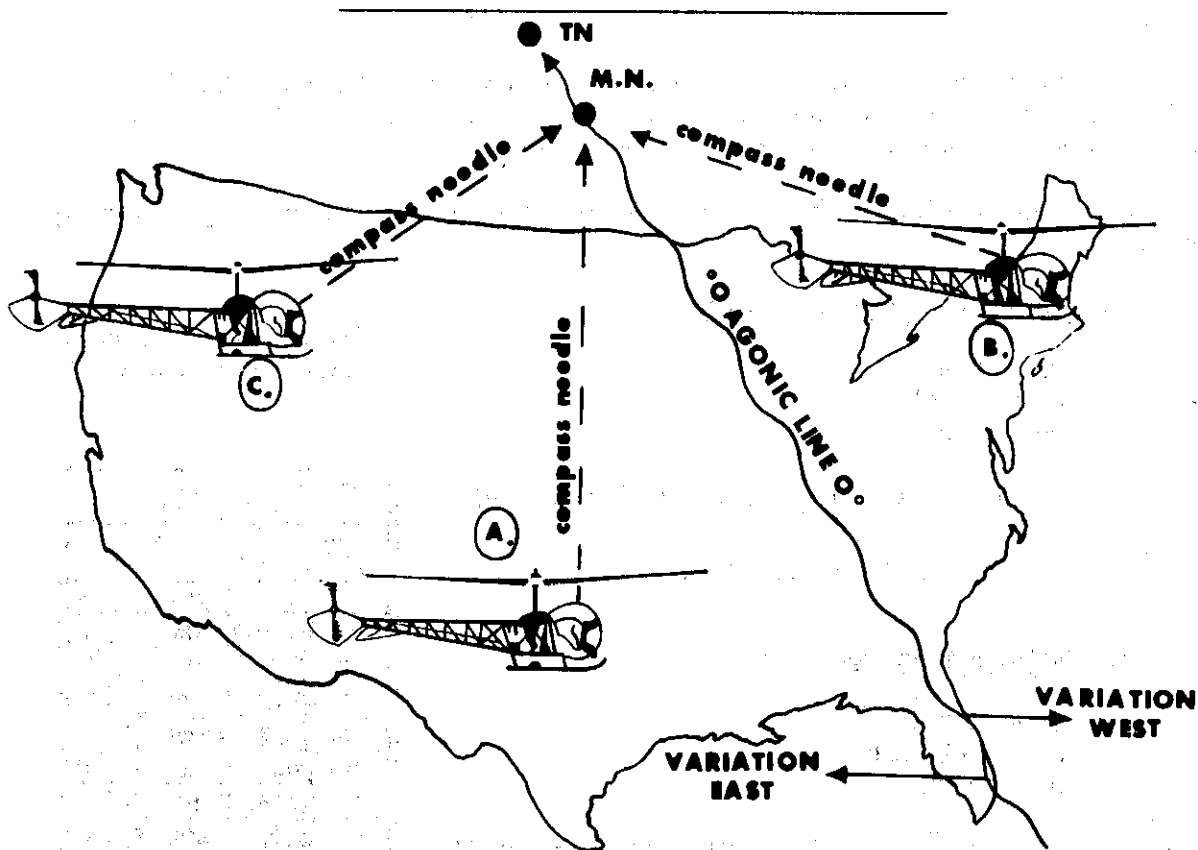 TN
M.N.
compass needle
compass needle
compass needle
O° AGONIC LINE O°
C.
B.
A.
VARIATION
WEST
VARIATION
EAST